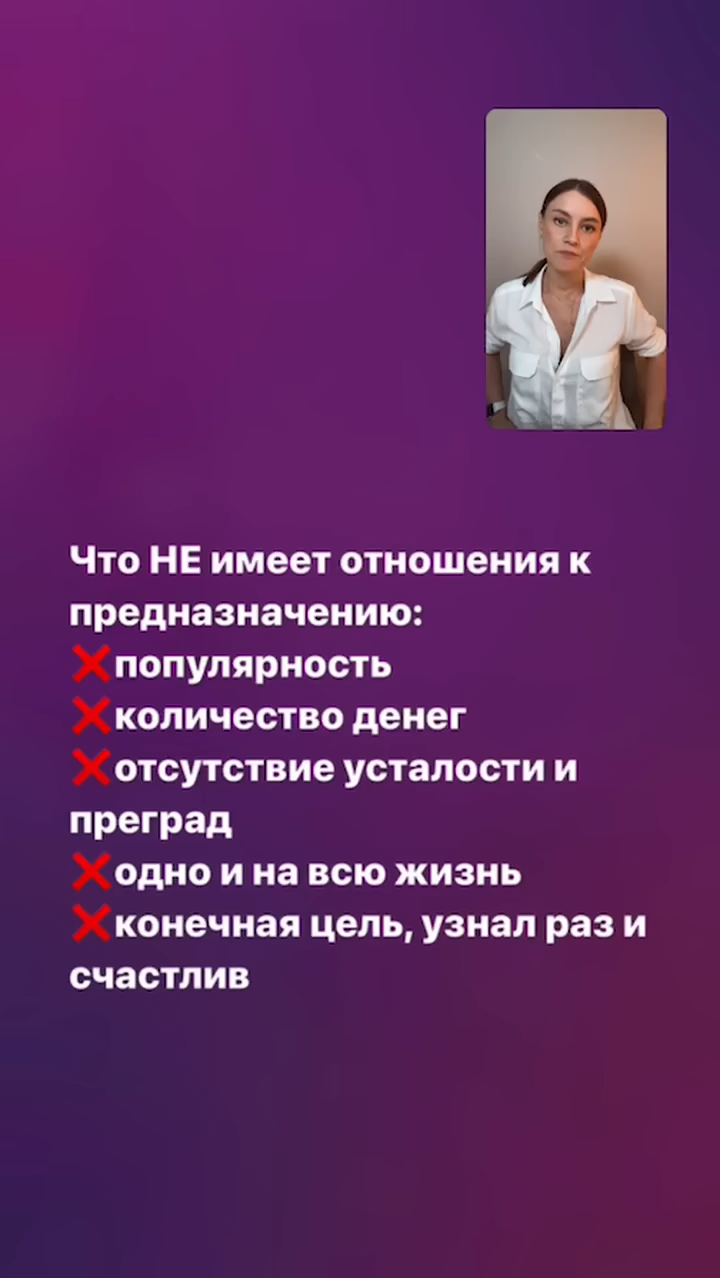 Что НЕ имеет отношения к
предназначению:
❌популярность
❌количество денег
❌отсутствие усталости и
преград
❌одно и на всю жизнь
❌конечная цель, узнал раз и
счастлив